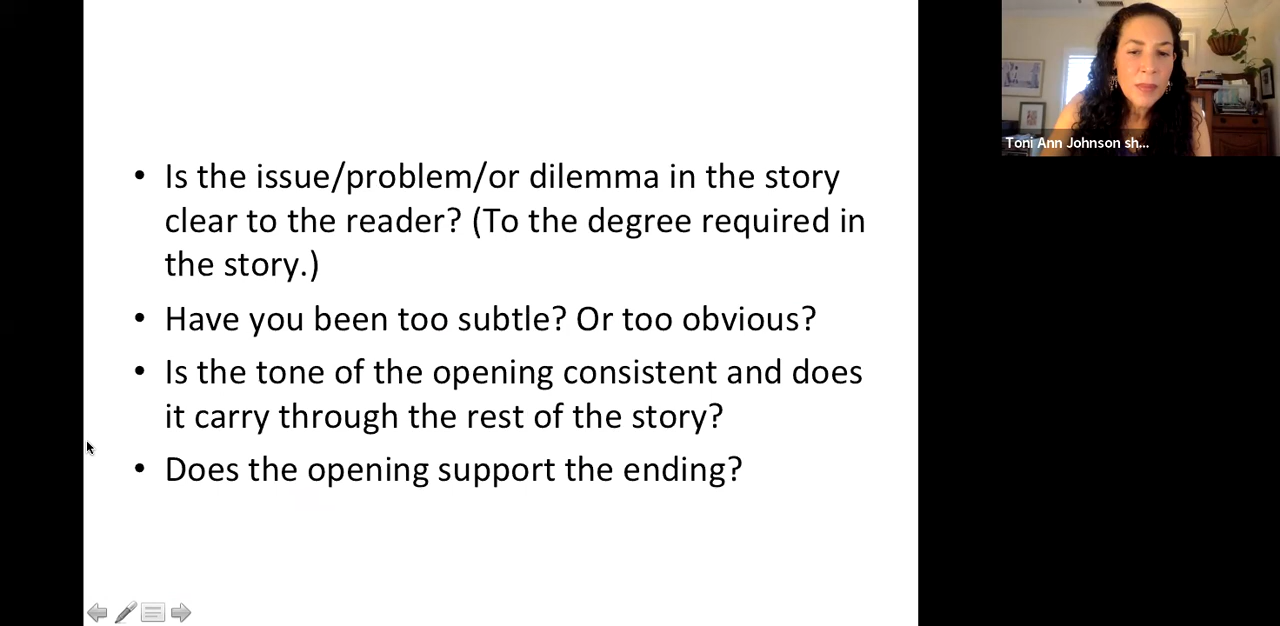 • Is the issue/problem/or dilemma in the story
clear to the reader? (To the degree required in
the story.)
• Have you been too subtle? Or too obvious?
• Is the tone of the opening consistent and does
it carry through the rest of the story?
• Does the opening support the ending?
Toni Ann Johnson sh...